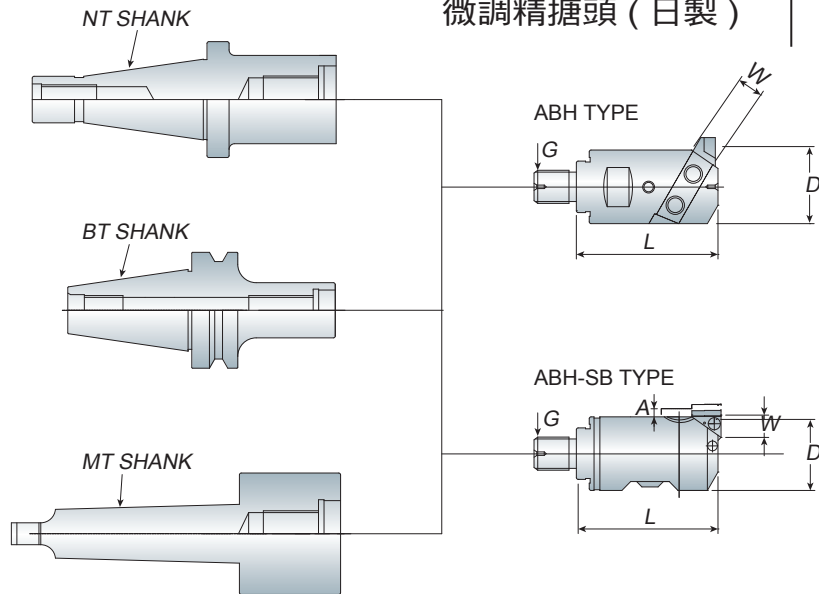 微調精搪頭 ( 日製 )
NT SHANK
BT SHANK
MT SHANK
ABH TYPE
W
G
D
L
ABH-SB TYPE
A
G
W
D
L